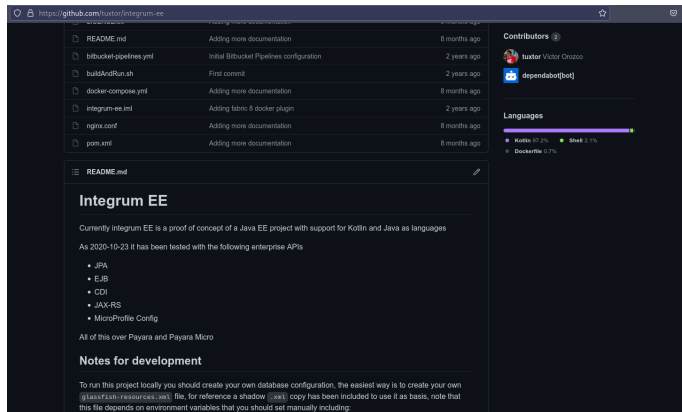 https://github.com/tuxtor/integrum-ee
README.md Adding more documentation 8 months ago
bitbucket-pipelines.yml Initial Bitbucket Pipelines configuration 2 years ago
buildAndRun.sh First commit 2 years ago
docker-compose.yml Adding more documentation 8 months ago
integrum-ee.iml Adding fabric 8 docker plugin 2 years ago
nginx.conf Adding more documentation 8 months ago
pom.xml Adding more documentation 8 months ago
README.md
Integrum EE
Currently integrum EE is a proof of concept of a Java EE project with support for Kotlin and Java as languages
As 2020-10-23 it has been tested with the following enterprise APIs
• JPA
• EJB
• CDI
• JAX-RS
• MicroProfile Config
All of this over Payara and Payara Micro
Notes for development
To run this project locally you should create your own database configuration, the easiest way is to create your own
glassfish-resources.xml file, for reference a shadow .xml copy has been included to use it as basis, note that
this file depends on environment variables that you should set manually including:
Contributors 2
tuxtor Víctor Orozco
dependabot[bot]
Languages
Kotlin 97.2% Shell 2.1%
Dockerfile 0.7%